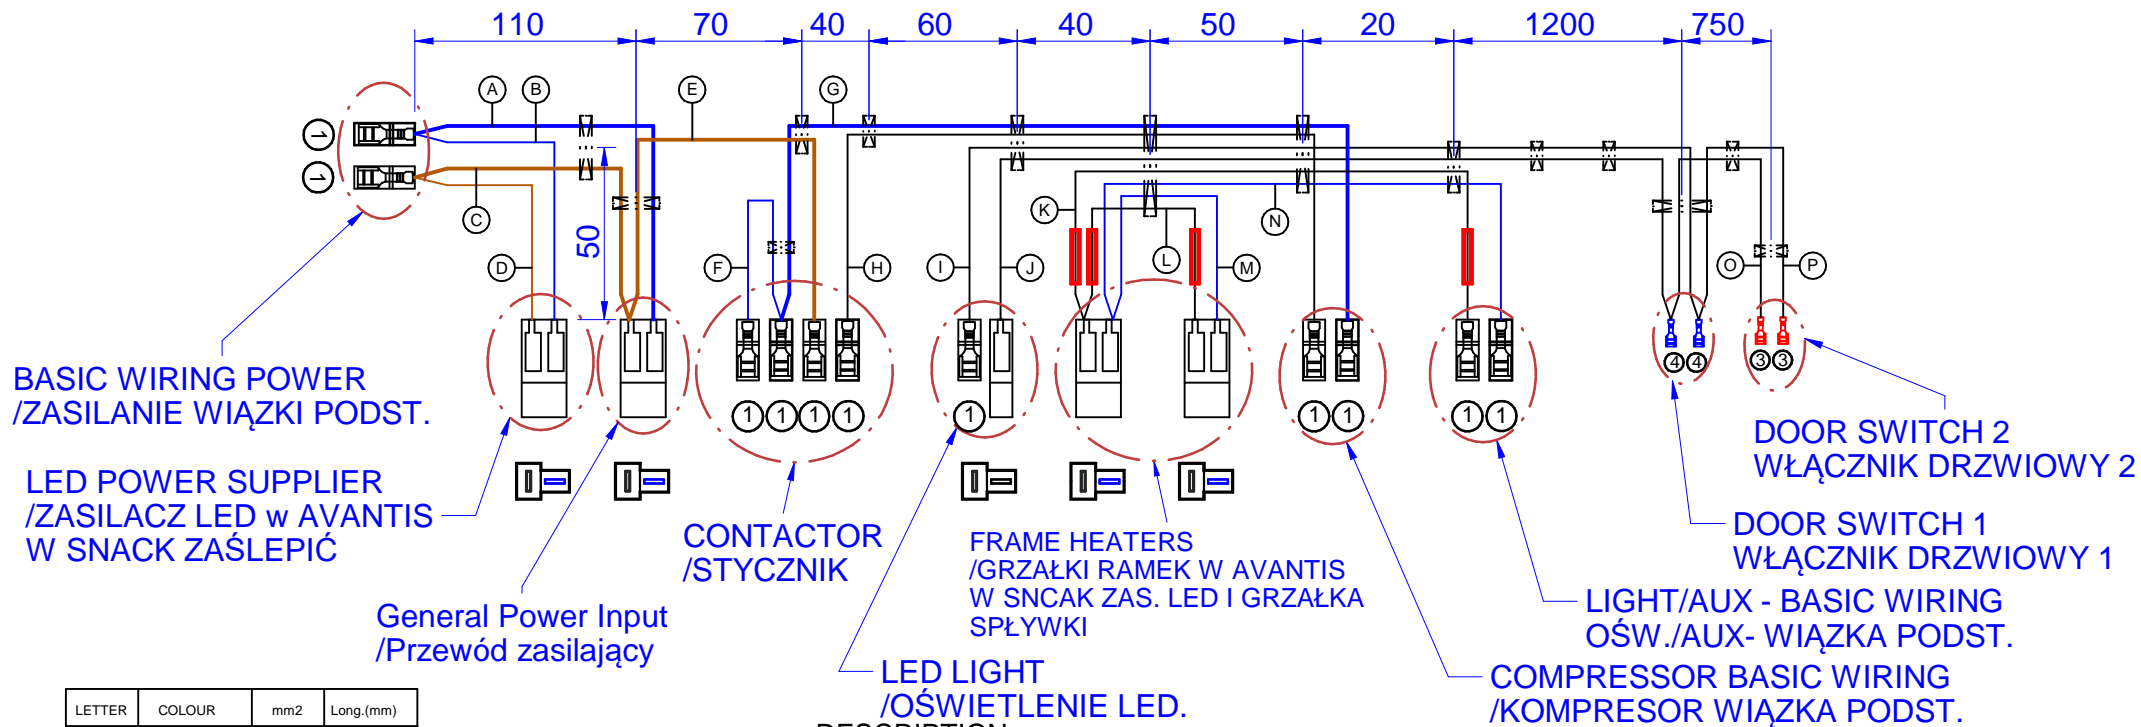 110 70 40 60 40 50 20 1200 750
A B E G
1
1
C
K N
50
D F H I J L M O P
4 4 3 3
1 1 1 1 1 1 1 1 1
BASIC WIRING POWER
/ZASILANIE WIĄZKI PODST.
LED POWER SUPPLIER
/ZASILACZ LED w AVANTIS
W SNACK ZAŚLEPIĆ
General Power Input
/Przewód zasilający
CONTACTOR
/STYCZNIK
LED LIGHT
/OŚWIETLENIE LED.
FRAME HEATERS
/GRZAŁKI RAMEK W AVANTIS
W SNCAK ZAS. LED I GRZAŁKA
SPŁYWKI
DOOR SWITCH 2
WŁĄCZNIK DRZWIOWY 2
DOOR SWITCH 1
WŁĄCZNIK DRZWIOWY 1
LIGHT/AUX - BASIC WIRING
OŚW./AUX- WIĄZKA PODST.
COMPRESSOR BASIC WIRING
/KOMPRESOR WIĄZKA PODST.
LETTER COLOUR mm2 Long.(mm)
DESCRIPTION